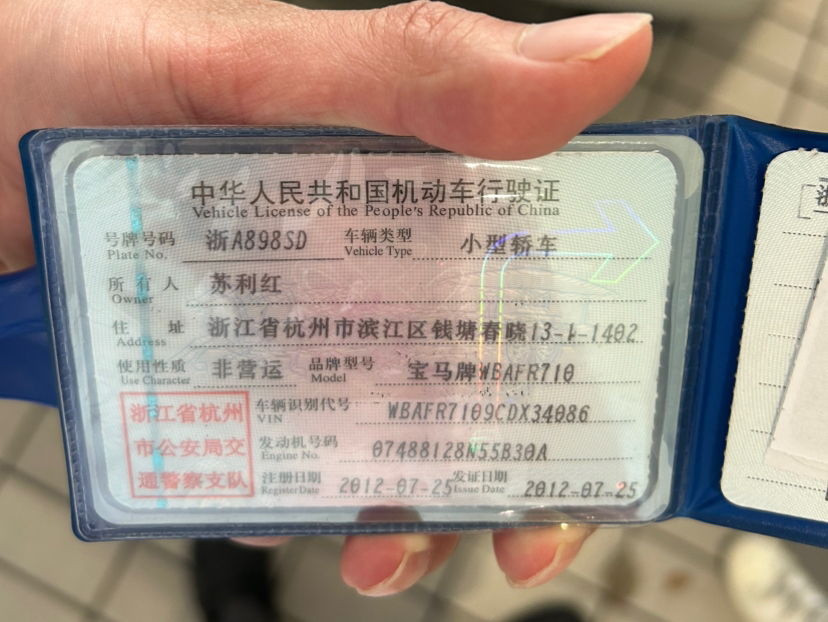 中华人民共和国机动车行驶证
Vehicle License of the People's Republic of China
号牌号码 浙A898SD 车辆类型 小型轿车
Plate No. Vehicle Type
所有人 苏利红
Owner
住址 浙江省杭州市滨江区钱塘春晓13-1-1402
Address
使用性质 非营运 品牌型号 宝马牌WBAFR710
Use Character Model
浙江省杭州 车辆识别代号 WBAFR7109CDX34086
VIN
市公安局交 发动机号码 07488128N55B30A
Engine No.
通警察支队 注册日期 2012-07-25 发证日期 2012-07-25
Register Date Issue Date